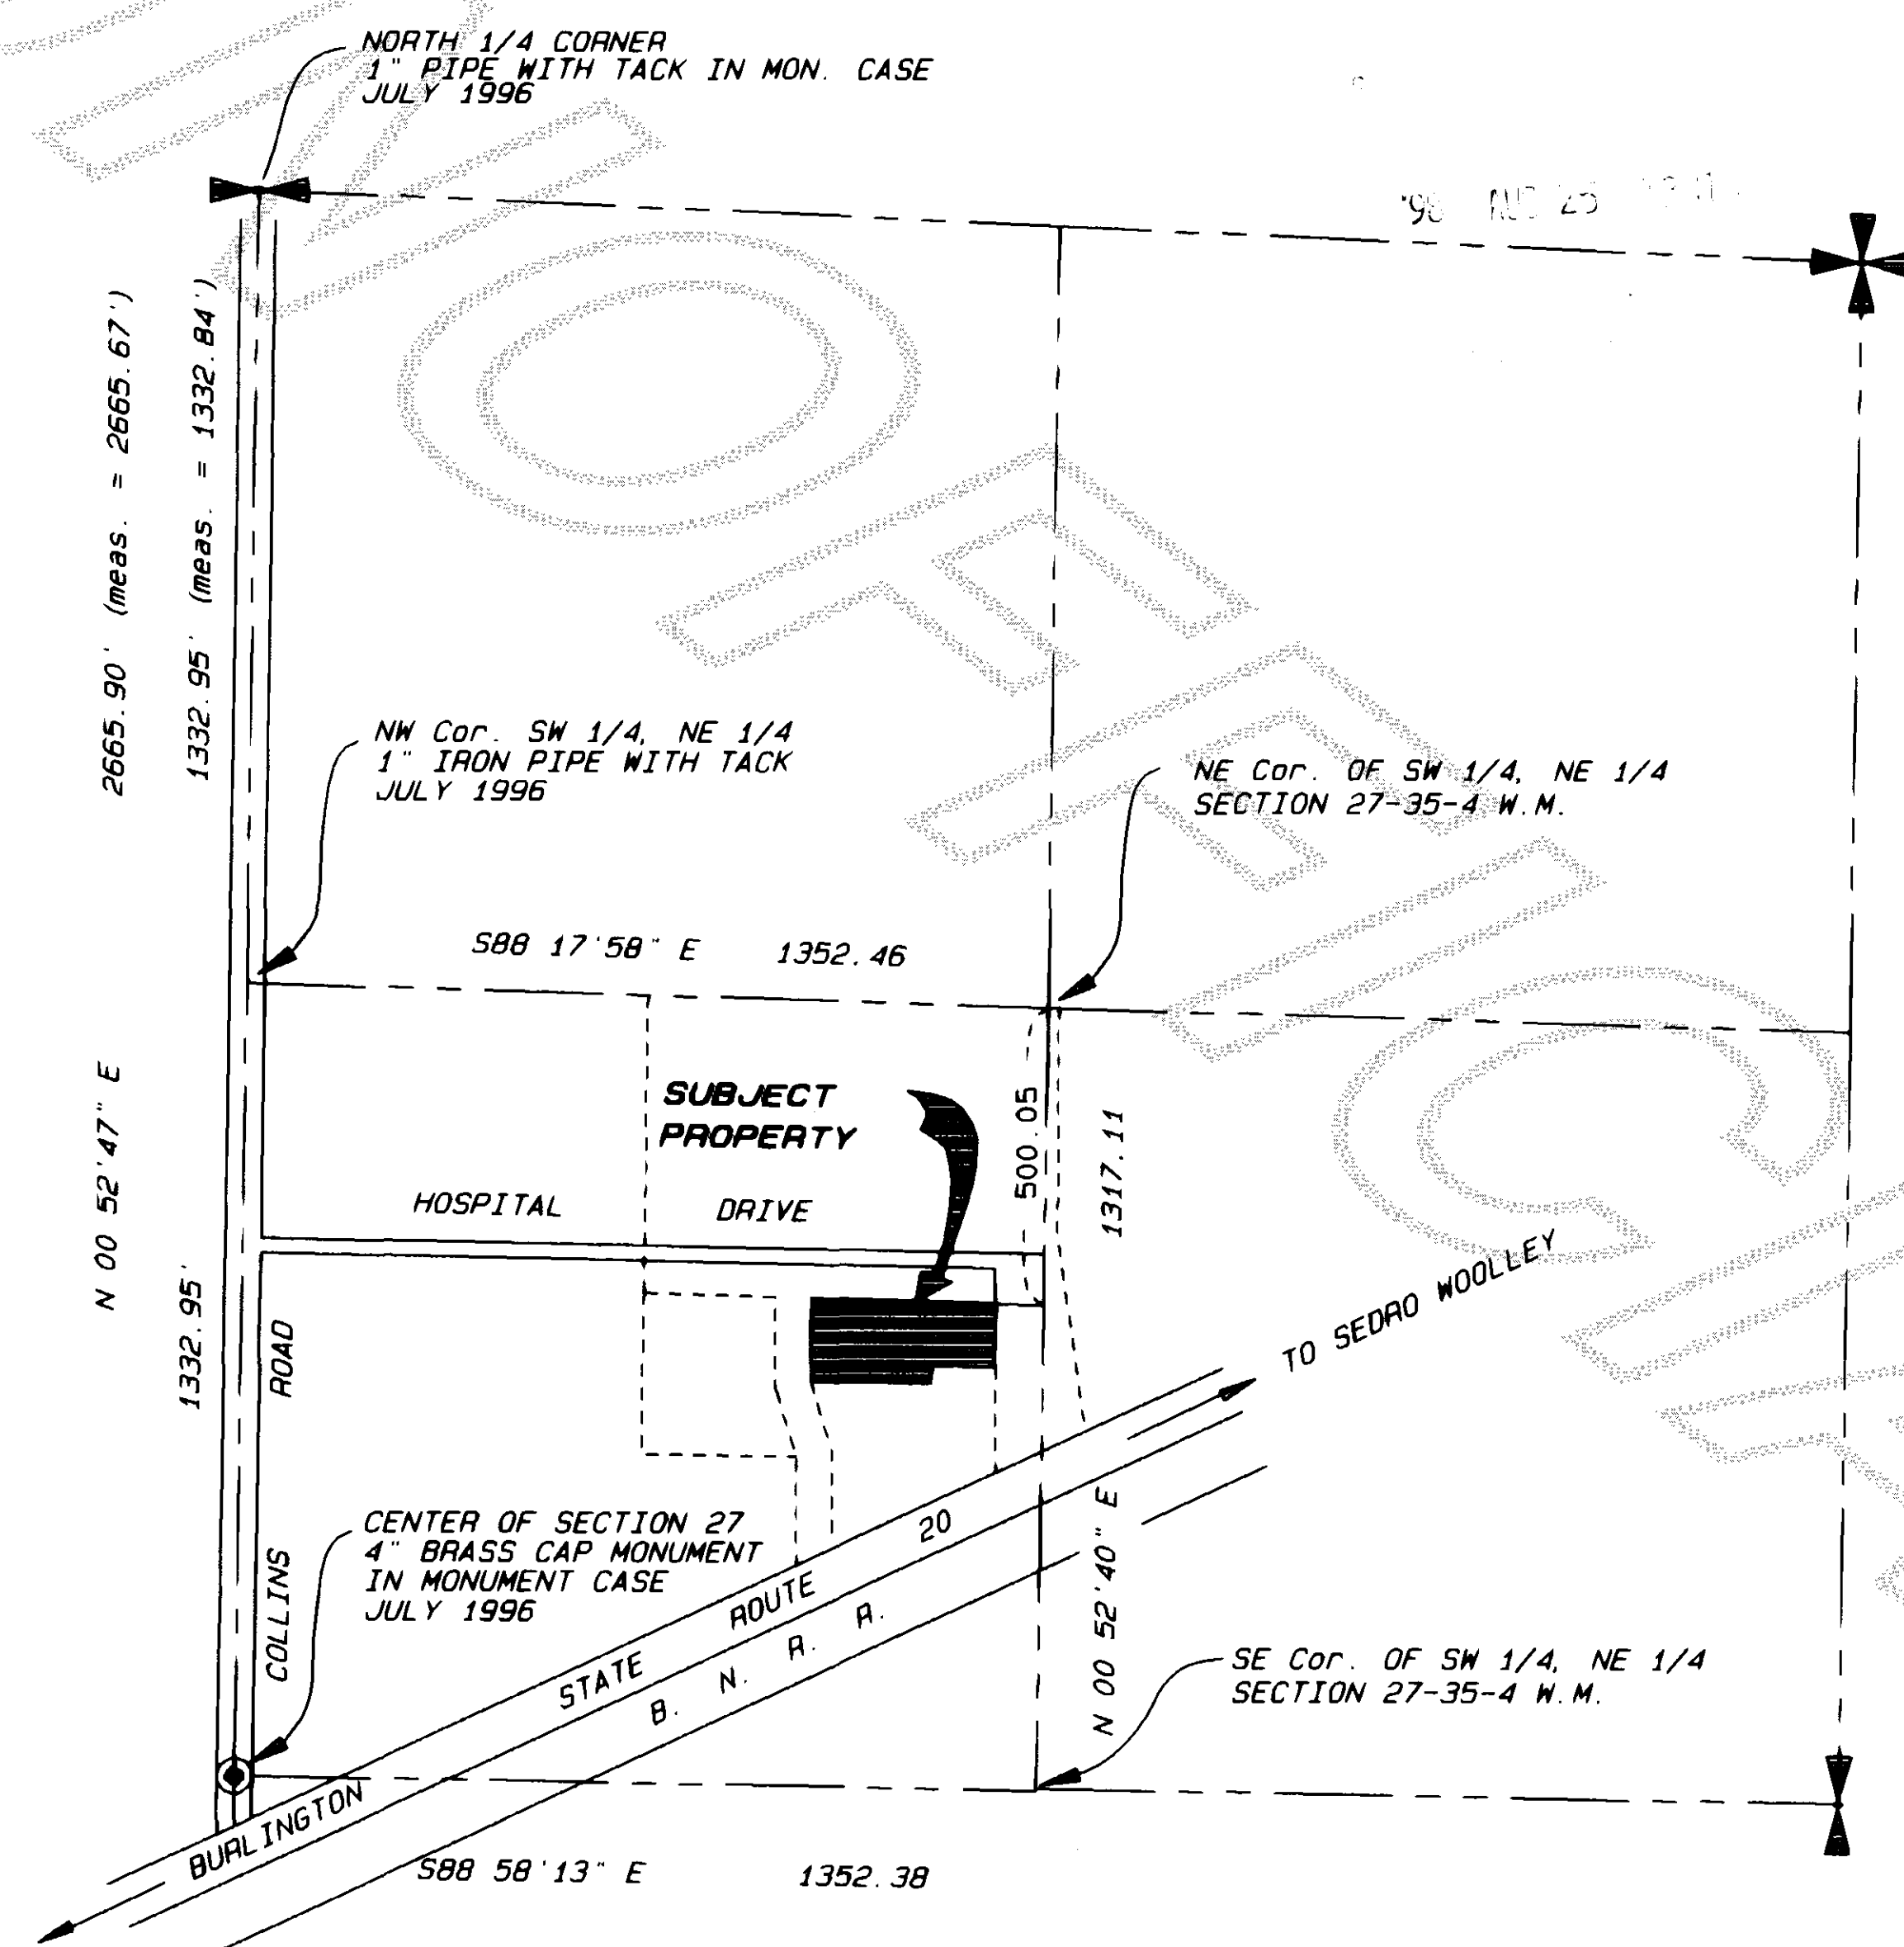 NORTH 1/4 CORNER
1" PIPE WITH TACK IN MON. CASE
JULY 1996
2665.90' (meas. = 2665.67')
1332.95' (meas. = 1332.84')
NW Cor. SW 1/4, NE 1/4
1" IRON PIPE WITH TACK
JULY 1996
NE Cor. OF SW 1/4, NE 1/4
SECTION 27-35-4 W.M.
S88 17'58" E 1352.46
N 00 52'47" E
SUBJECT
PROPERTY
500.05
1317.11
HOSPITAL DRIVE
1332.95'
COLLINS ROAD
TO SEDRO WOOLLEY
CENTER OF SECTION 27
4" BRASS CAP MONUMENT
IN MONUMENT CASE
JULY 1996
STATE ROUTE 20
B. N. R. R.
N 00 52'40" E
SE Cor. OF SW 1/4, NE 1/4
SECTION 27-35-4 W.M.
BURLINGTON
S88 58'13" E 1352.38